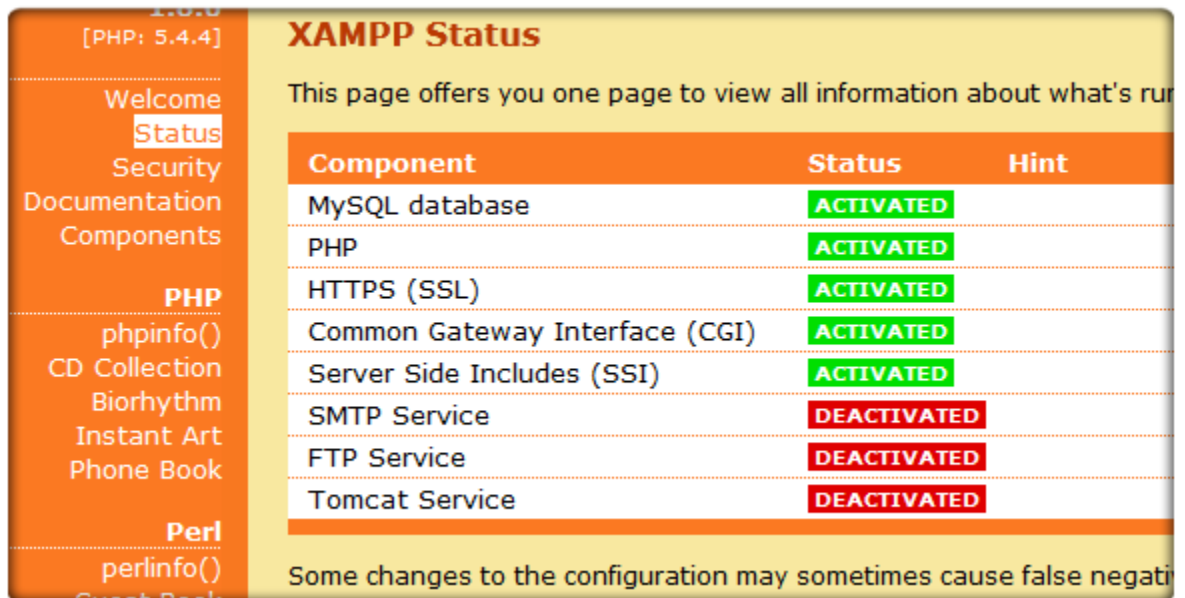 [PHP: 5.4.4]
Welcome
Status
Security
Documentation
Components
PHP
phpinfo()
CD Collection
Biorhythm
Instant Art
Phone Book
Perl
perlinfo()
Guest Book
XAMPP Status
This page offers you one page to view all information about what's
Component Status Hint
MySQL database ACTIVATED
PHP ACTIVATED
HTTPS (SSL) ACTIVATED
Common Gateway Interface (CGI) ACTIVATED
Server Side Includes (SSI) ACTIVATED
SMTP Service DEACTIVATED
FTP Service DEACTIVATED
Tomcat Service DEACTIVATED
Some changes to the configuration may sometimes cause false